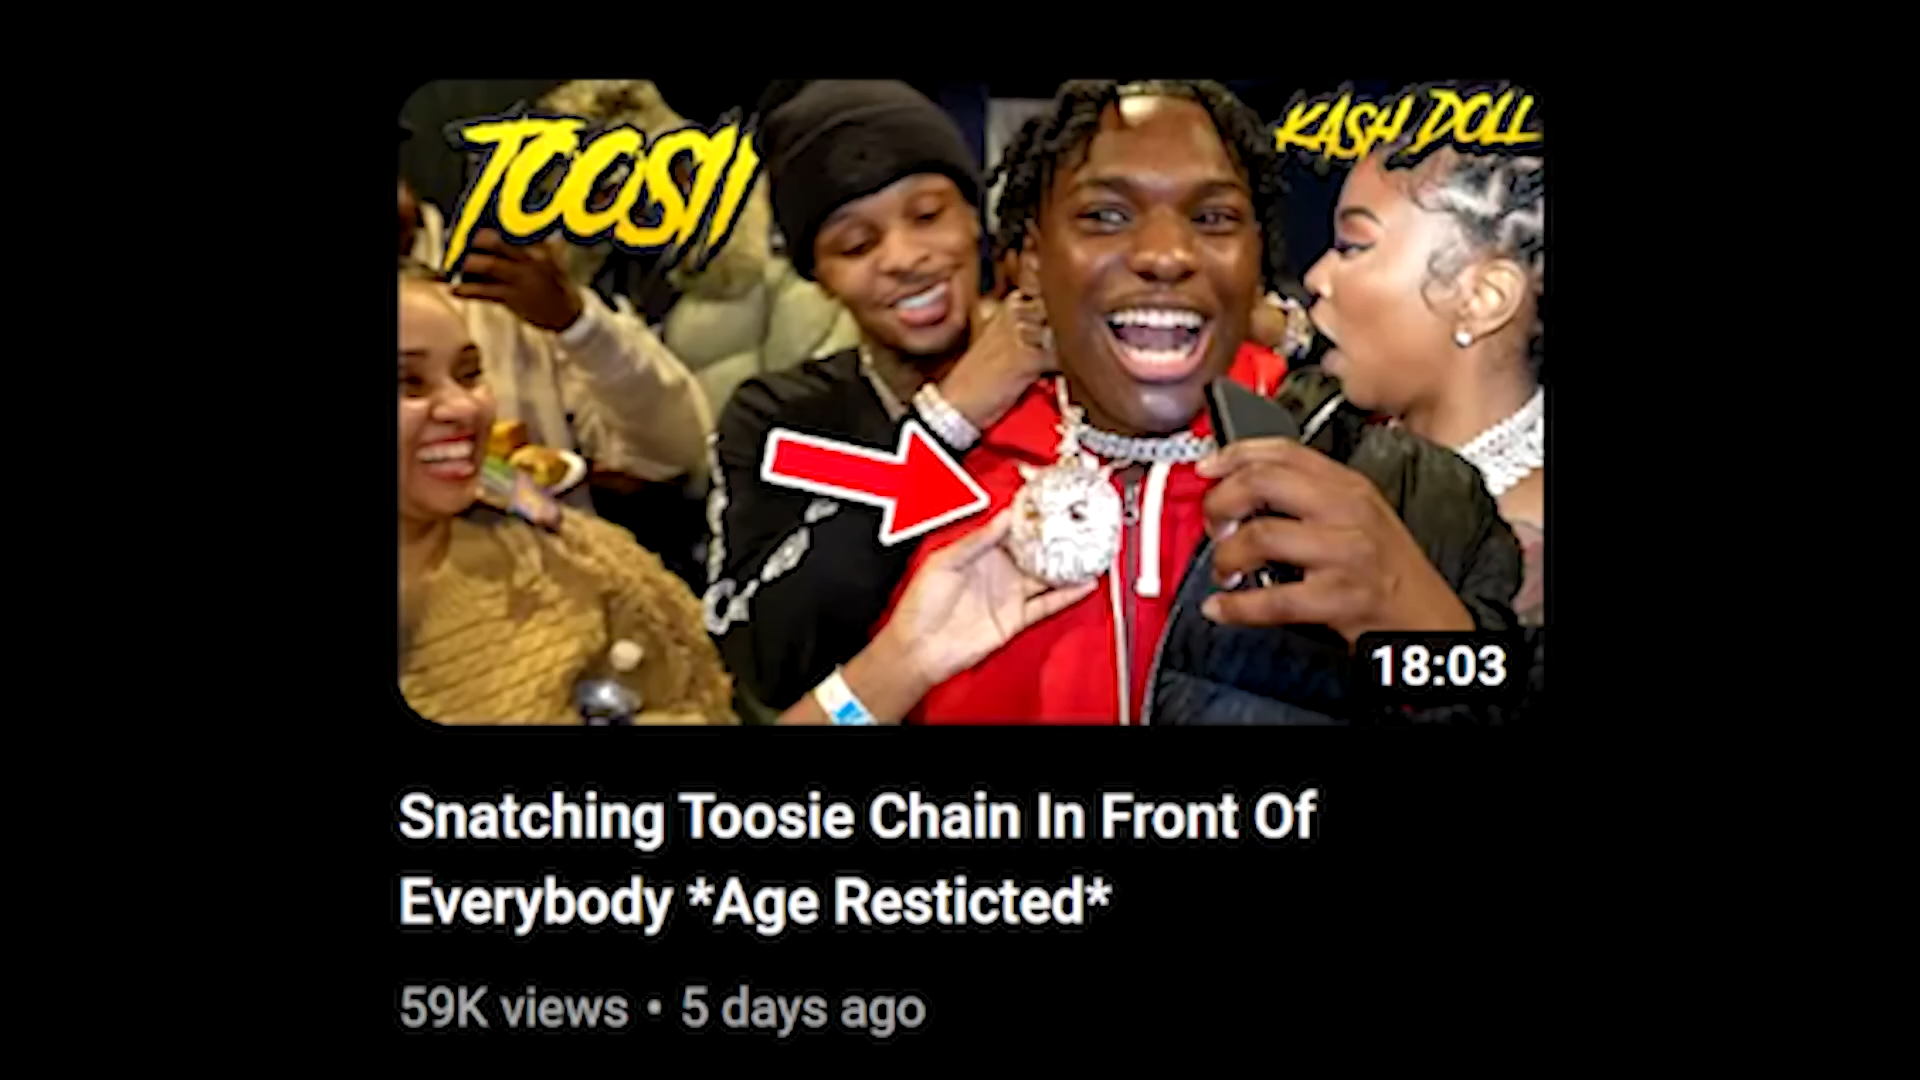 TOOSII
KASH DOLL
18:03
Snatching Toosie Chain In Front Of
Everybody *Age Resticted*
59K views • 5 days ago